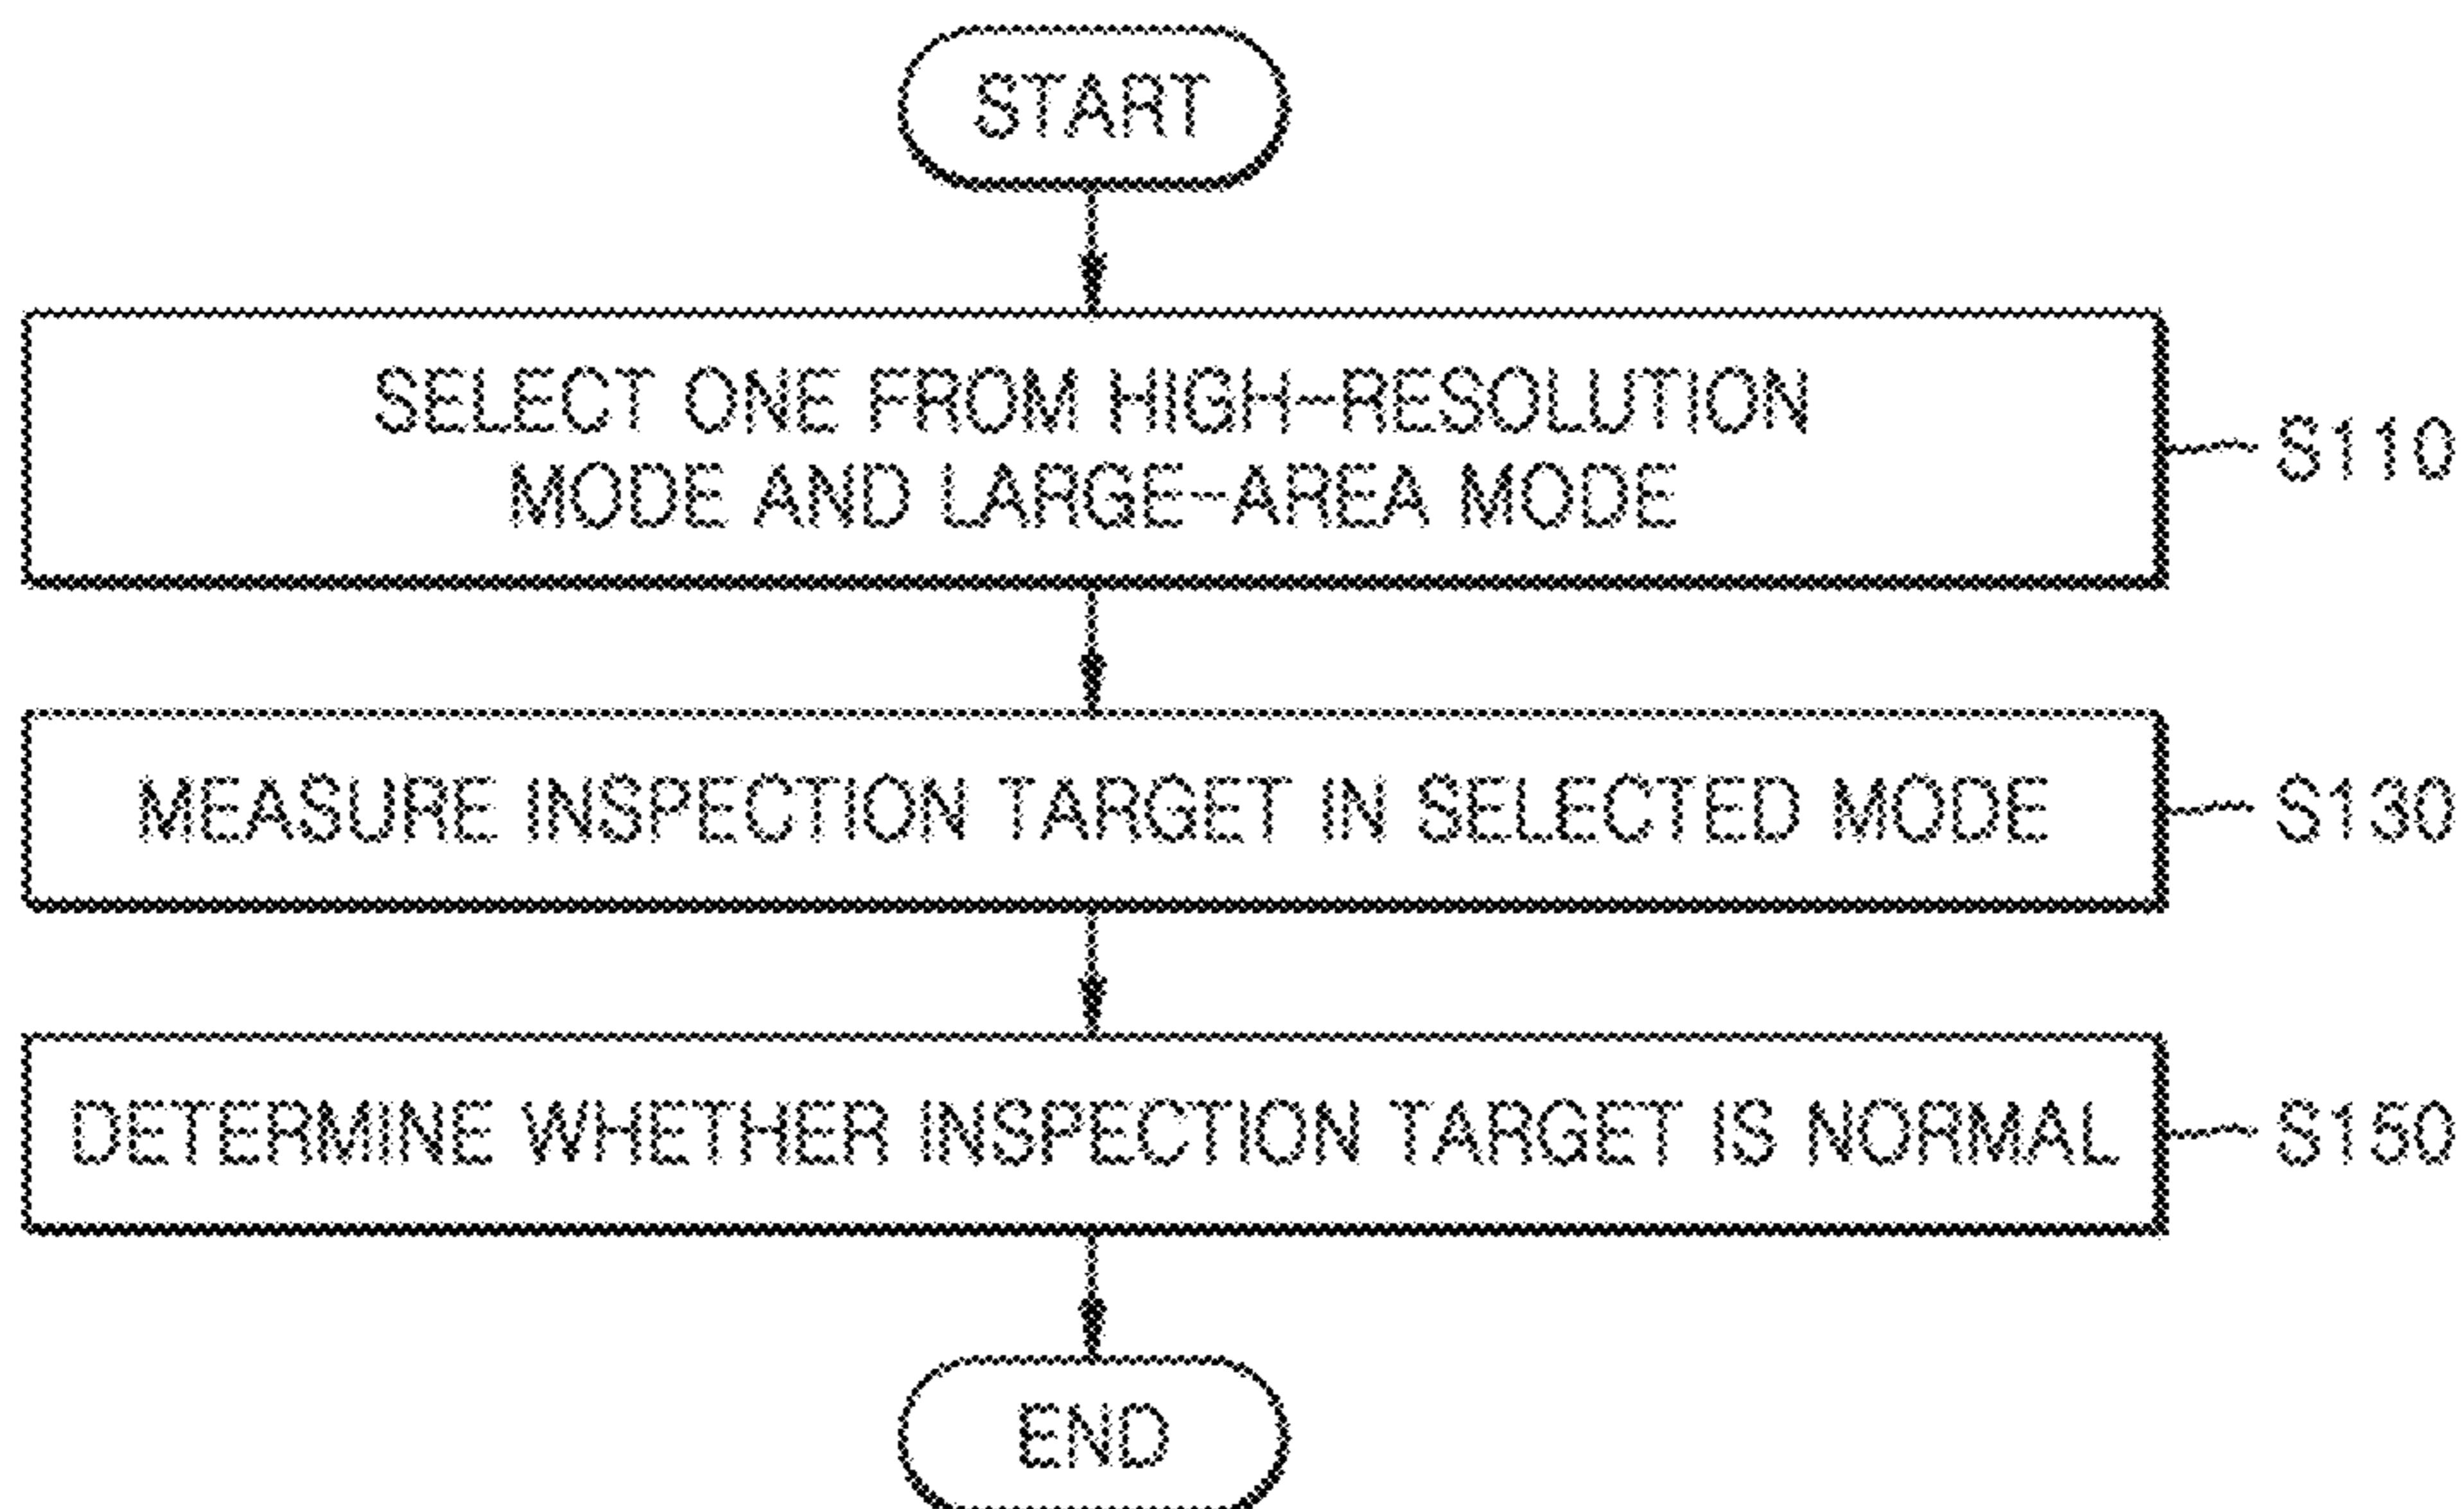 START
SELECT ONE FROM HIGH-RESOLUTION
MODE AND LARGE-AREA MODE
S110
MEASURE INSPECTION TARGET IN SELECTED MODE
S130
DETERMINE WHETHER INSPECTION TARGET IS NORMAL
S150
END